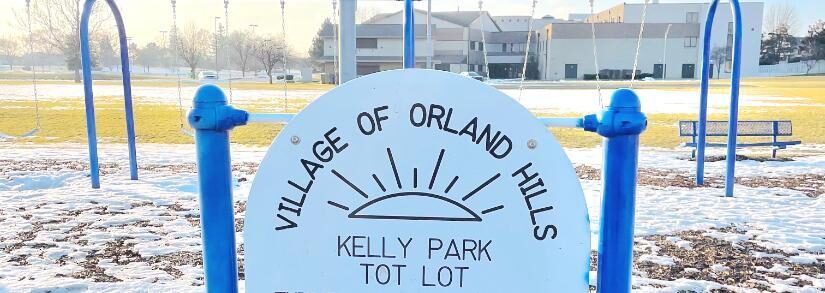 VILLAGE OF ORLAND HILLS
KELLY PARK
TOT LOT